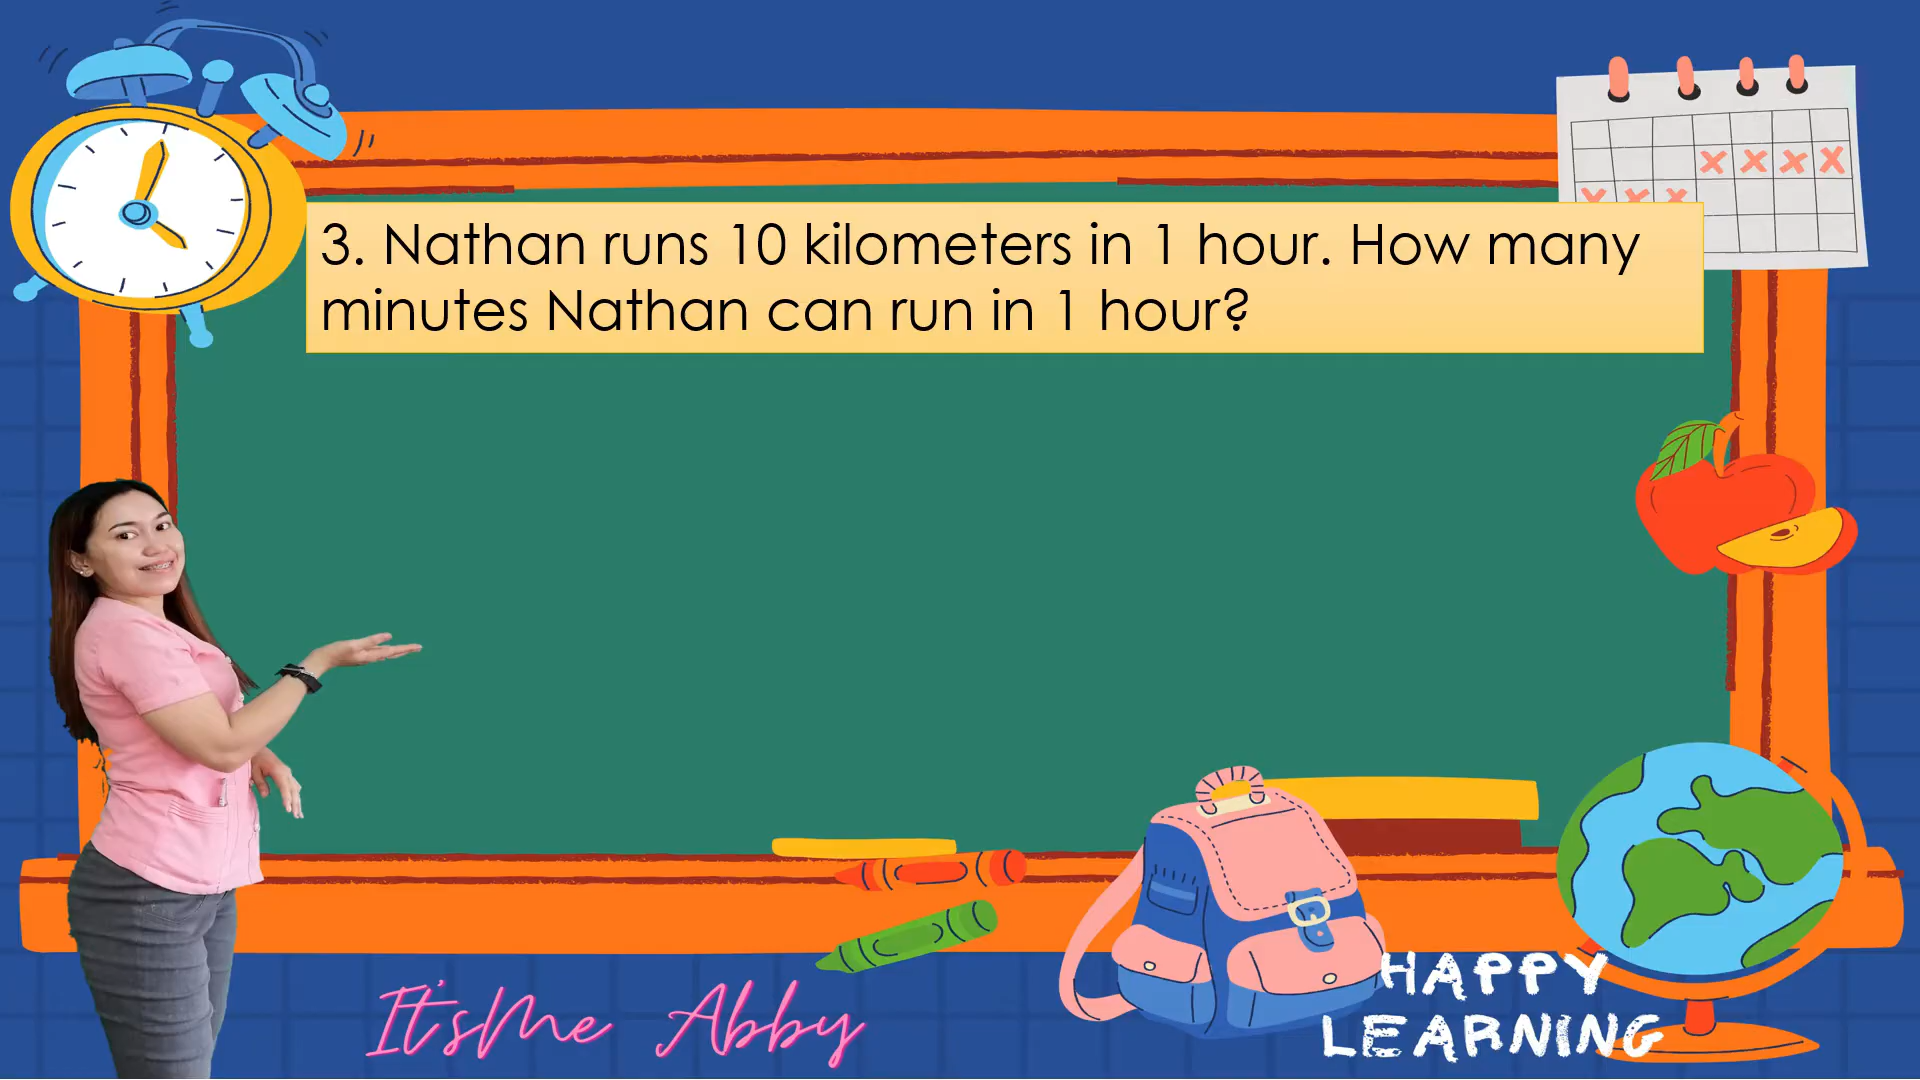 3. Nathan runs 10 kilometers in 1 hour. How many
minutes Nathan can run in 1 hour?
It'sMe Abby
HAPPY
LEARNING